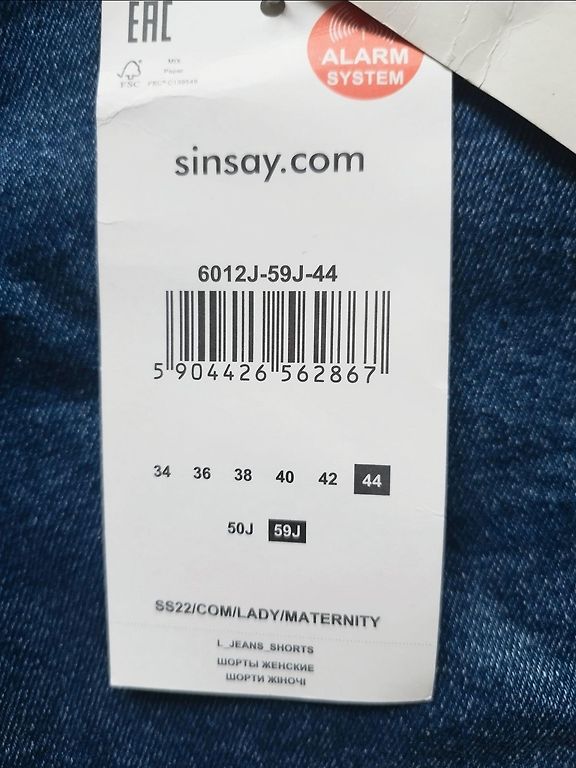 EAC
FSC
MIX
Paper
ALARM
SYSTEM
sinsay.com
6012J-59J-44
5 904426 562867
34 36 38 40 42 44
50J 59J
SS22/COM/LADY/MATERNITY
L_JEANS_SHORTS
ШОРТЫ ЖЕНСКИЕ
ШОРТИ ЖІНОЧІ